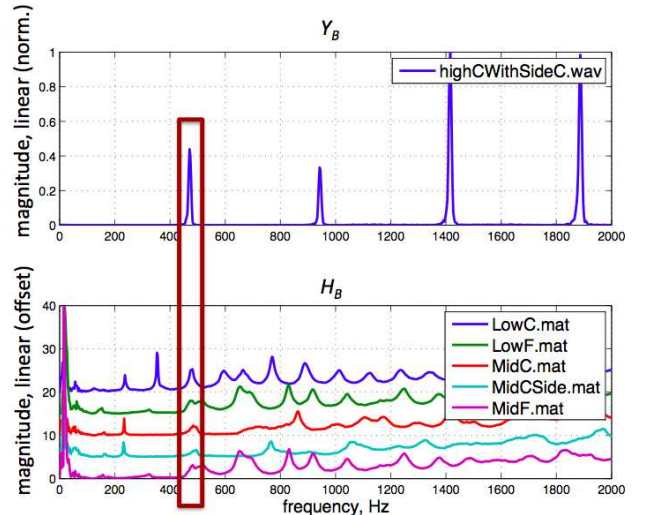 Y_B
magnitude, linear (norm.)
1
0.8
0.6
0.4
0.2
0
highCWithSideC.wav
0 200 400 600 800 1000 1200 1400 1600 1800 2000
H_B
magnitude, linear (offset)
40
30
20
10
0
LowC.mat
LowF.mat
MidC.mat
MidCSide.mat
MidF.mat
0 200 400 600 800 1000 1200 1400 1600 1800 2000
frequency, Hz